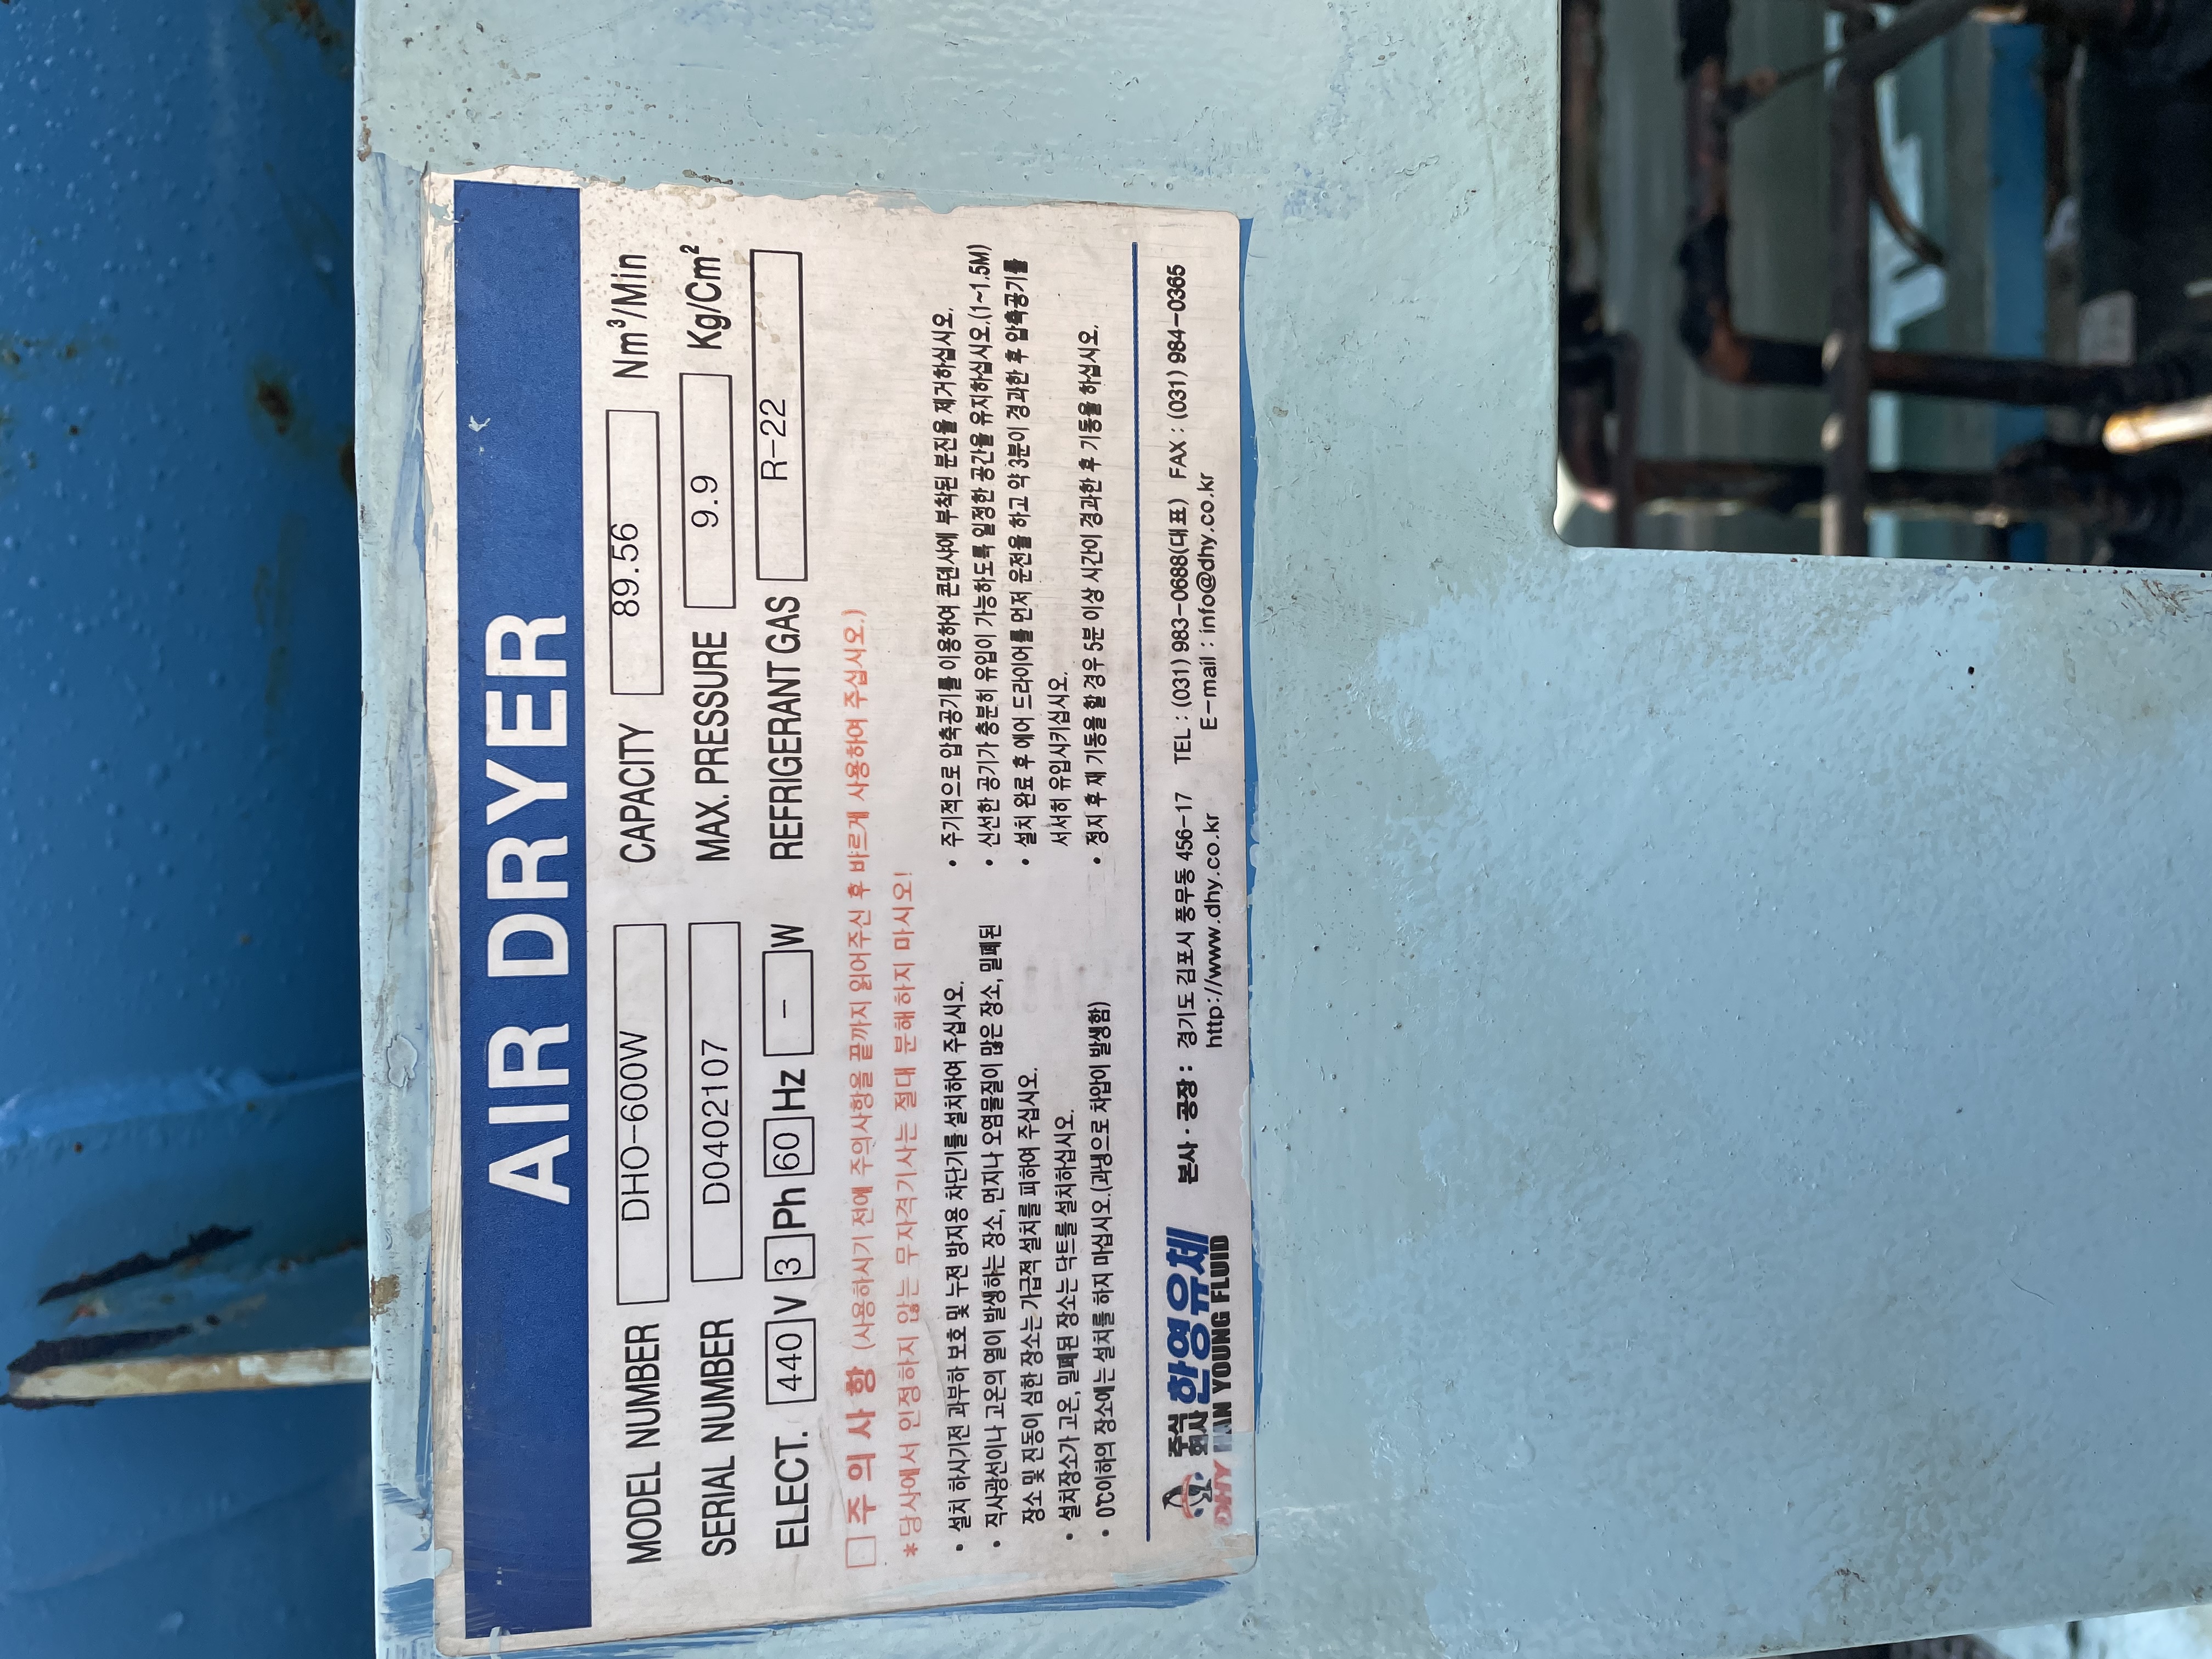 AIR DRYER
MODEL NUMBER DHO-600W CAPACITY 89.56 Nm³/Min
SERIAL NUMBER D0402107 MAX. PRESSURE 9.9 Kg/Cm²
ELECT. 440 V 3 Ph 60 Hz - W REFRIGERANT GAS R-22
□ 주 의 사 항 (사용하시기 전에 주의사항을 끝까지 읽어주신 후 바르게 사용하여 주십시오.)
* 당사에서 인정하지 않는 무자격기사는 절대 분해하지 마시오!
• 설치 하시기전 과부하 보호 및 누전 방지용 차단기를 설치하여 주십시오.
• 직사광선이나 고온의 열이 발생하는 장소, 먼지나 오염물질이 많은 장소, 밀폐된
장소 및 진동이 심한 장소는 가급적 설치를 피하여 주십시오.
• 설치장소가 고온, 밀폐된 장소는 닥트를 설치하십시오.
• 0℃이하의 장소에는 설치를 하지 마십시오.(과냉으로 차압이 발생함)
• 주기적으로 압축공기를 이용하여 콘덴샤에 부착된 분진을 제거하십시오.
• 신선한 공기가 충분히 유입이 가능하도록 일정한 공간을 유지하십시오.(1~1.5M)
• 설치 완료 후 에어 드라이어를 먼저 운전을 하고 약 3분이 경과한 후 압축공기를
서서히 유입시키십시오.
• 정지 후 재 기동을 할 경우 5분 이상 시간이 경과한 후 기동을 하십시오.
주식회사 한영유체
DHY HAN YOUNG FLUID
본사·공장 : 경기도 김포시 풍무동 456-17 TEL : (031) 983-0688(대표) FAX : (031) 984-0365
http://www.dhy.co.kr E-mail : info@dhy.co.kr